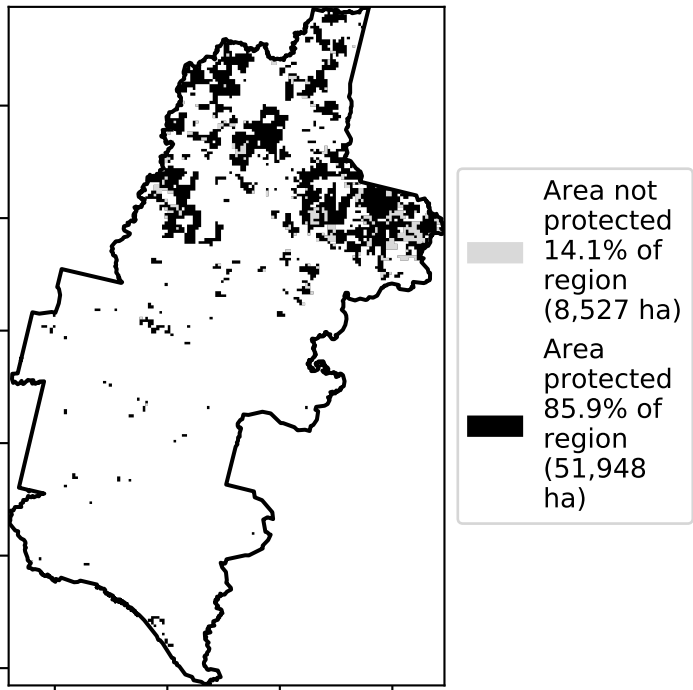 Area not
protected
14.1% of
region
(8,527 ha)
Area
protected
85.9% of
region
(51,948
ha)